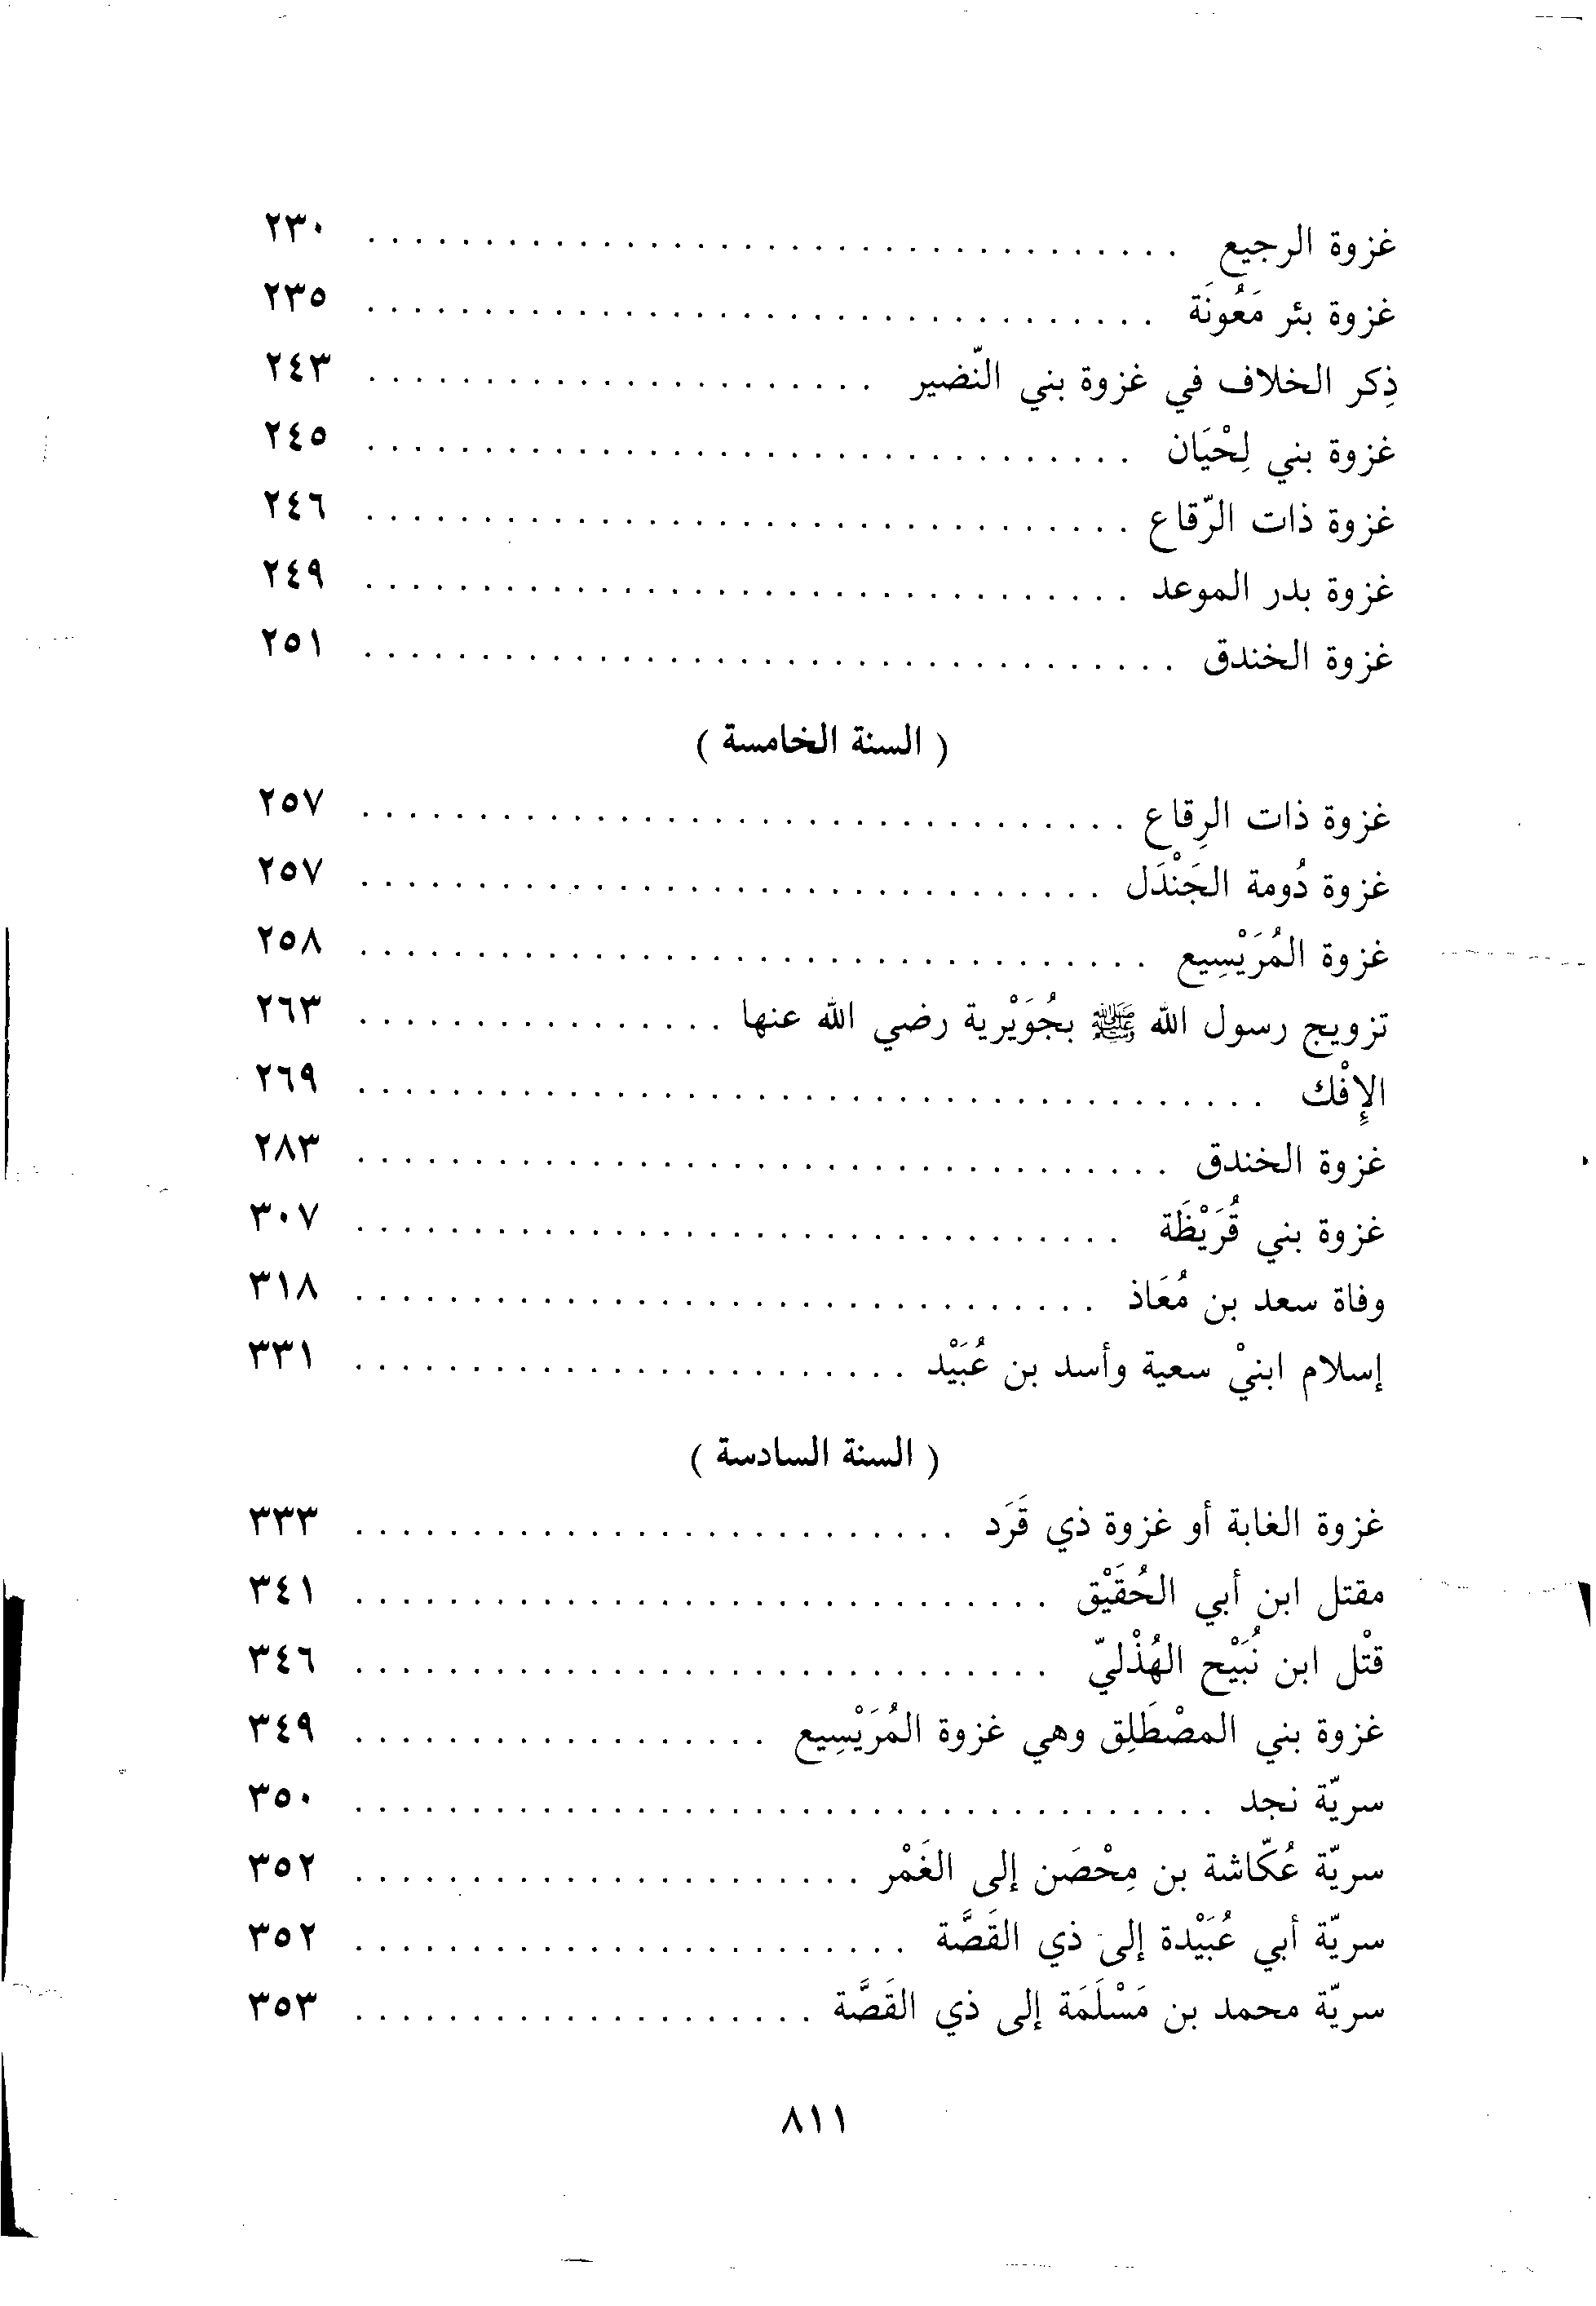 غزوة الرجيع . . . . . . . . . . . . . . . . . . . . ٢٣٠
غزوة بئر مَعُونَة . . . . . . . . . . . . . . . . . . . . ٢٣٥
ذِكر الخلاف في غزوة بني النّضير . . . . . . . . . . . . . . . . . . . . ٢٤٣
غزوة بني لِحْيَان . . . . . . . . . . . . . . . . . . . . ٢٤٥
غزوة ذات الرّقاع . . . . . . . . . . . . . . . . . . . . ٢٤٦
غزوة بدر الموعد . . . . . . . . . . . . . . . . . . . . ٢٤٩
غزوة الخندق . . . . . . . . . . . . . . . . . . . . ٢٥١
( السنة الخامسة )
غزوة ذات الرِقاع . . . . . . . . . . . . . . . . . . . . ٢٥٧
غزوة دُومة الجَنْدَل . . . . . . . . . . . . . . . . . . . . ٢٥٧
غزوة المُرَيْسِيع . . . . . . . . . . . . . . . . . . . . ٢٥٨
تزويج رسول الله ﷺ بجُوَيْرية رضي الله عنها . . . . . . . . . . . . . . . . ٢٦٣
الإِفْك . . . . . . . . . . . . . . . . . . . . ٢٦٩
غزوة الخندق . . . . . . . . . . . . . . . . . . . . ٢٨٣
غزوة بني قُرَيْظَة . . . . . . . . . . . . . . . . . . . . ٣٠٧
وفاة سعد بن مُعَاذ . . . . . . . . . . . . . . . . . . . . ٣١٨
إسلام ابنيْ سعية وأسد بن عُبَيْد . . . . . . . . . . . . . . . . . . . . ٣٣١
( السنة السادسة )
غزوة الغابة أو غزوة ذي قَرَد . . . . . . . . . . . . . . . . . . . . ٣٣٣
مقتل ابن أبي الحُقَيْق . . . . . . . . . . . . . . . . . . . . ٣٤١
قتْل ابن نُبَيْح الهُذْليّ . . . . . . . . . . . . . . . . . . . . ٣٤٦
غزوة بني المصْطَلِق وهي غزوة المُرَيْسِيع . . . . . . . . . . . . . . . . . . ٣٤٩
سريّة نجد . . . . . . . . . . . . . . . . . . . . ٣٥٠
سريّة عُكّاشة بن مِحْصَن إلى الغَمْر . . . . . . . . . . . . . . . . . . . . ٣٥٢
سريّة أبي عُبَيْدة إلى ذي القَصَّة . . . . . . . . . . . . . . . . . . . . ٣٥٢
سريّة محمد بن مَسْلَمَة إلى ذي القَصَّة . . . . . . . . . . . . . . . . . . . . ٣٥٣
٨١١